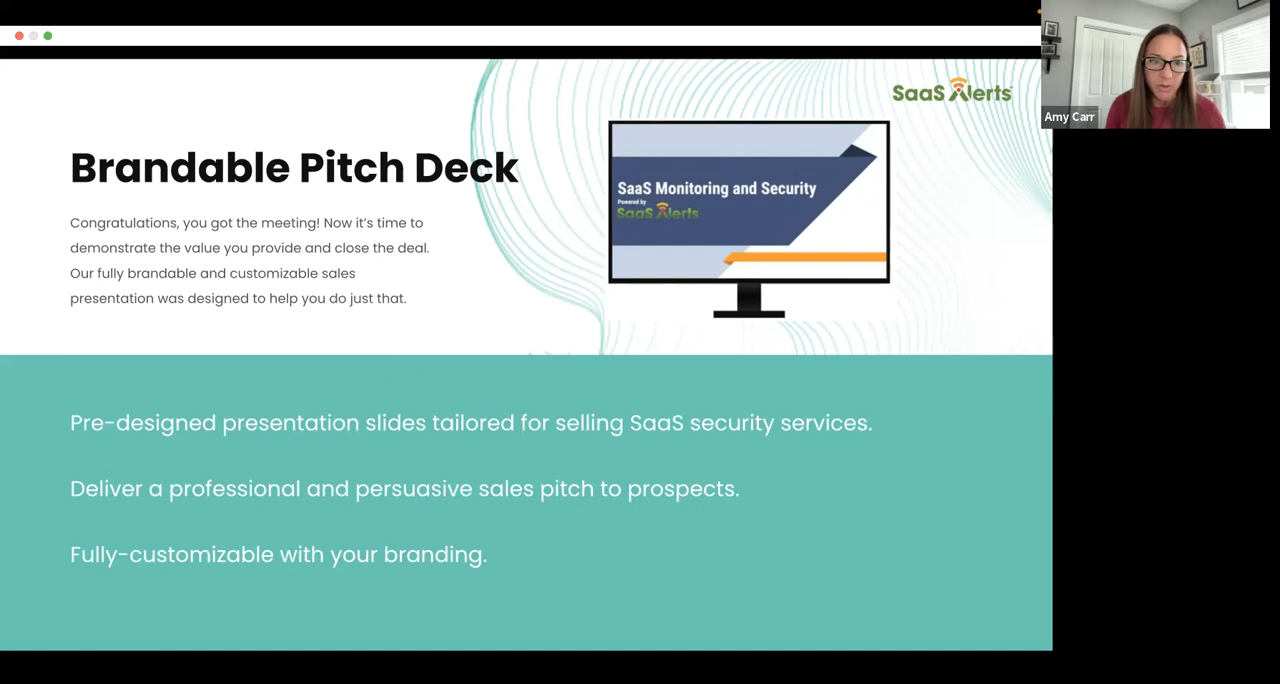 SaaS Alerts
Amy Carr
Brandable Pitch Deck
Congratulations, you got the meeting! Now it’s time to
demonstrate the value you provide and close the deal.
Our fully brandable and customizable sales
presentation was designed to help you do just that.
SaaS Monitoring and Security
Powered by
SaaS Alerts
Pre-designed presentation slides tailored for selling SaaS security services.
Deliver a professional and persuasive sales pitch to prospects.
Fully-customizable with your branding.